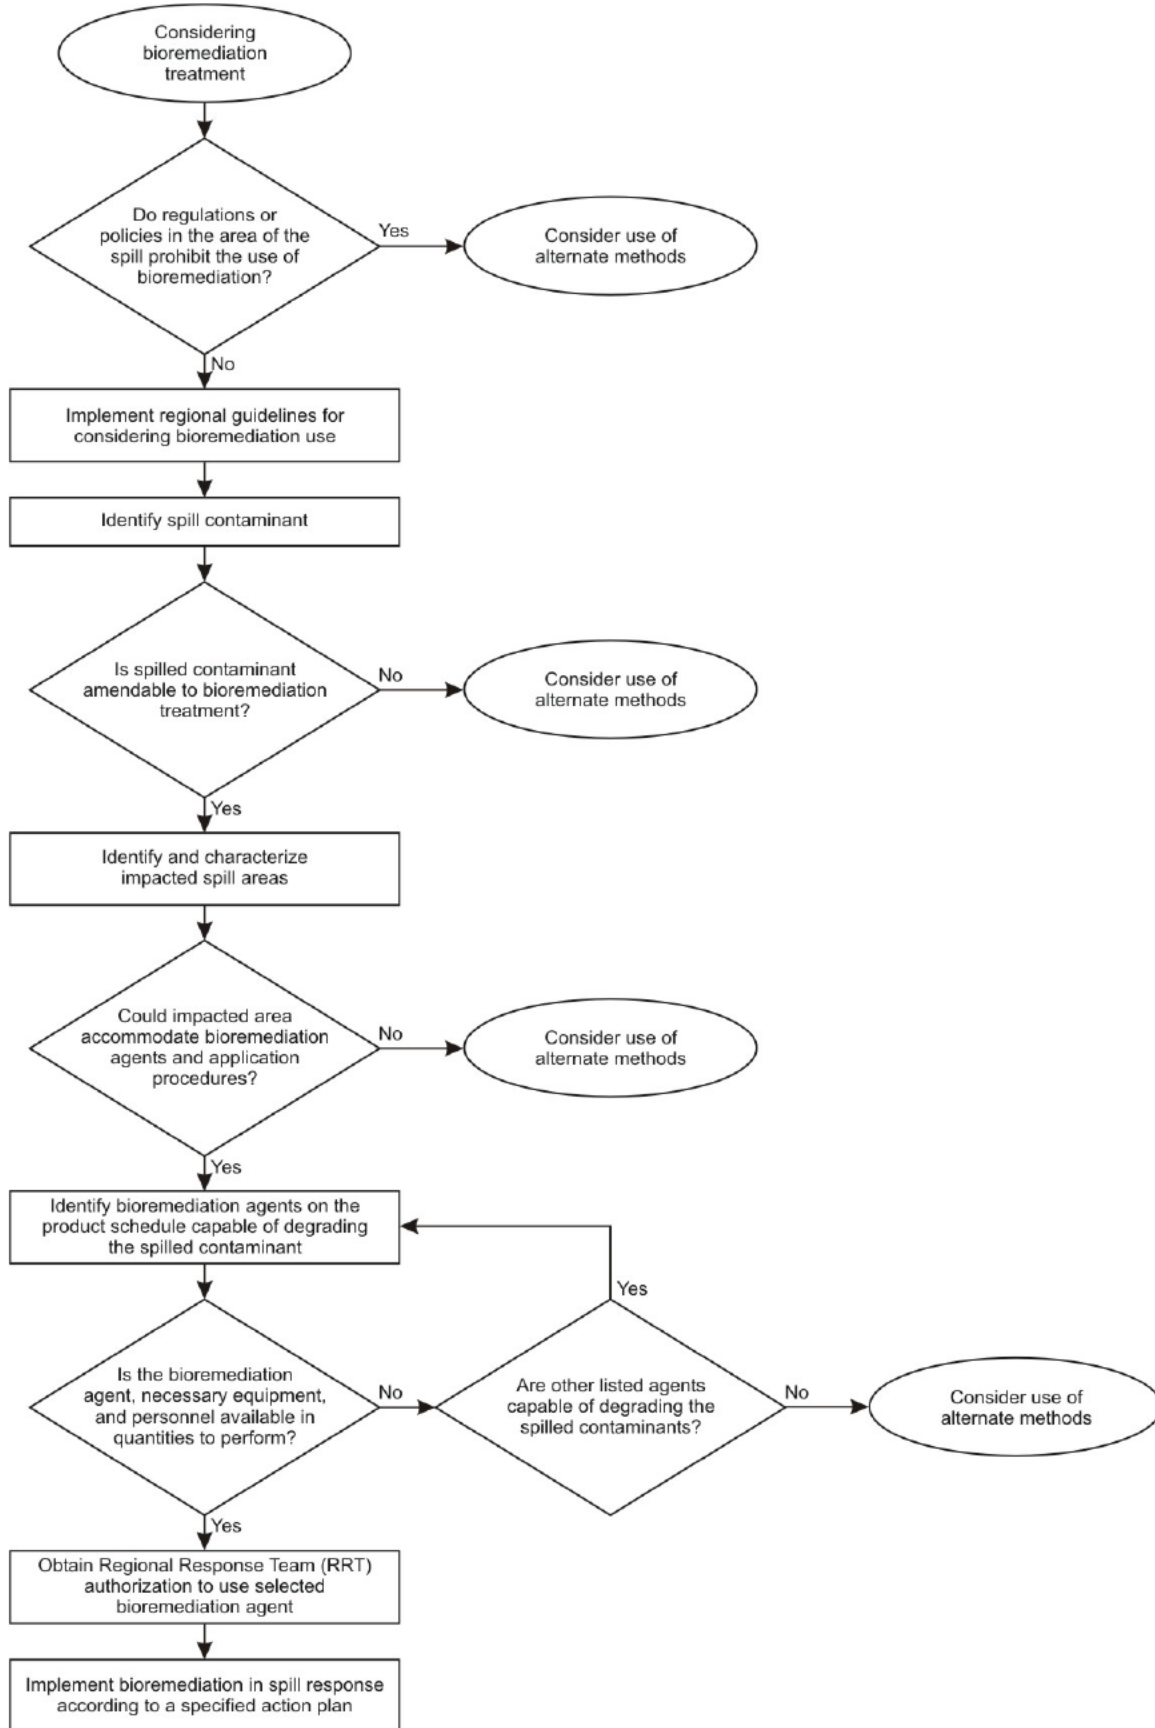 Considering
bioremediation
treatment
Do regulations or
policies in the area of the
spill prohibit the use of
bioremediation?
Yes
Consider use of
alternate methods
No
Implement regional guidelines for
considering bioremediation use
Identify spill contaminant
Is spilled contaminant
amendable to bioremediation
treatment?
No
Consider use of
alternate methods
Yes
Identify and characterize
impacted spill areas
Could impacted area
accommodate bioremediation
agents and application
procedures?
No
Consider use of
alternate methods
Yes
Identify bioremediation agents on the
product schedule capable of degrading
the spilled contaminant
Yes
Is the bioremediation
agent, necessary equipment,
and personnel available in
quantities to perform?
No
Are other listed agents
capable of degrading the
spilled contaminants?
No
Consider use of
alternate methods
Yes
Obtain Regional Response Team (RRT)
authorization to use selected
bioremediation agent
Implement bioremediation in spill response
according to a specified action plan